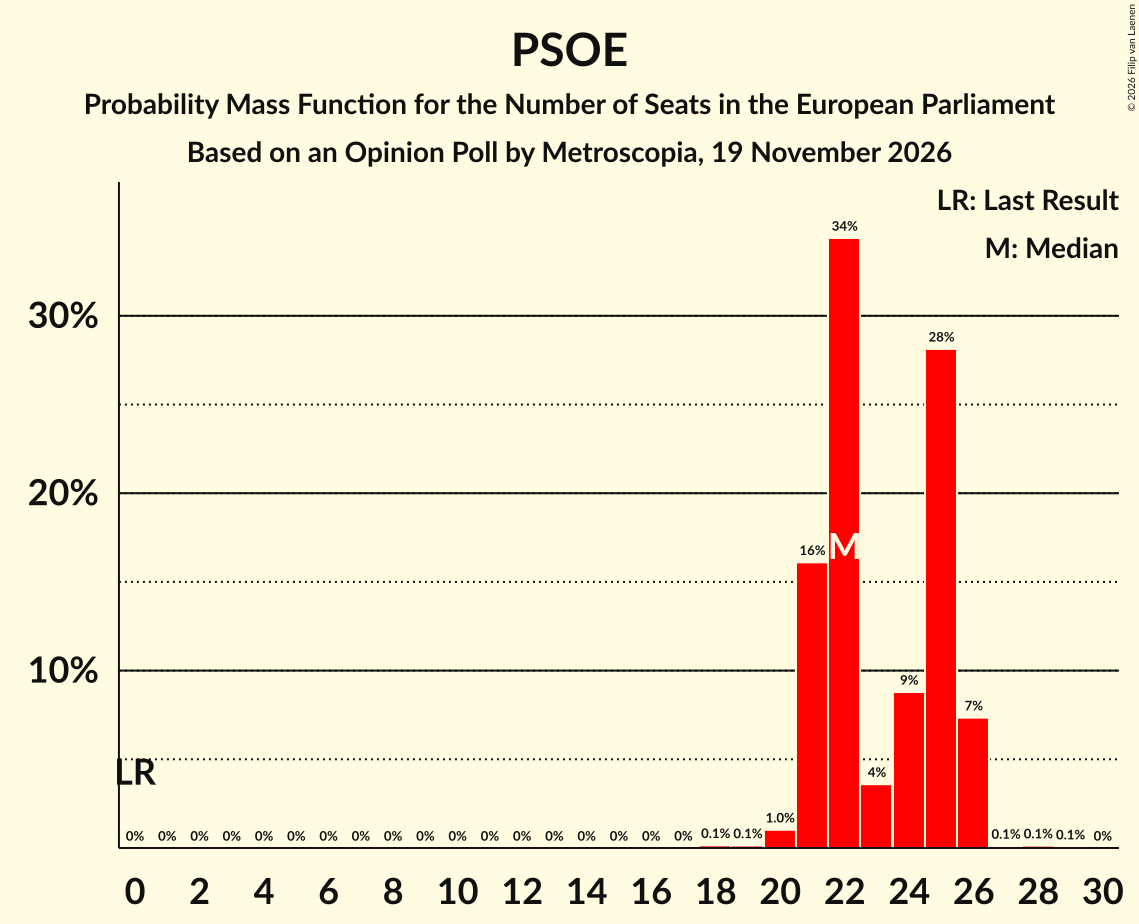 PSOE
Probability Mass Function for the Number of Seats in the European Parliament
Based on an Opinion Poll by Metroscopia, 19 November 2026
© 2026 Filip van Laenen
LR: Last Result
M: Median
34%
30%
28%
20%
16%
M
10%
9%
7%
LR
4%
1.0%
0% 0% 0% 0% 0% 0% 0% 0% 0% 0% 0% 0% 0% 0% 0% 0% 0% 0% 0.1% 0.1% 0.1% 0.1% 0.1% 0%
0 2 4 6 8 10 12 14 16 18 20 22 24 26 28 30